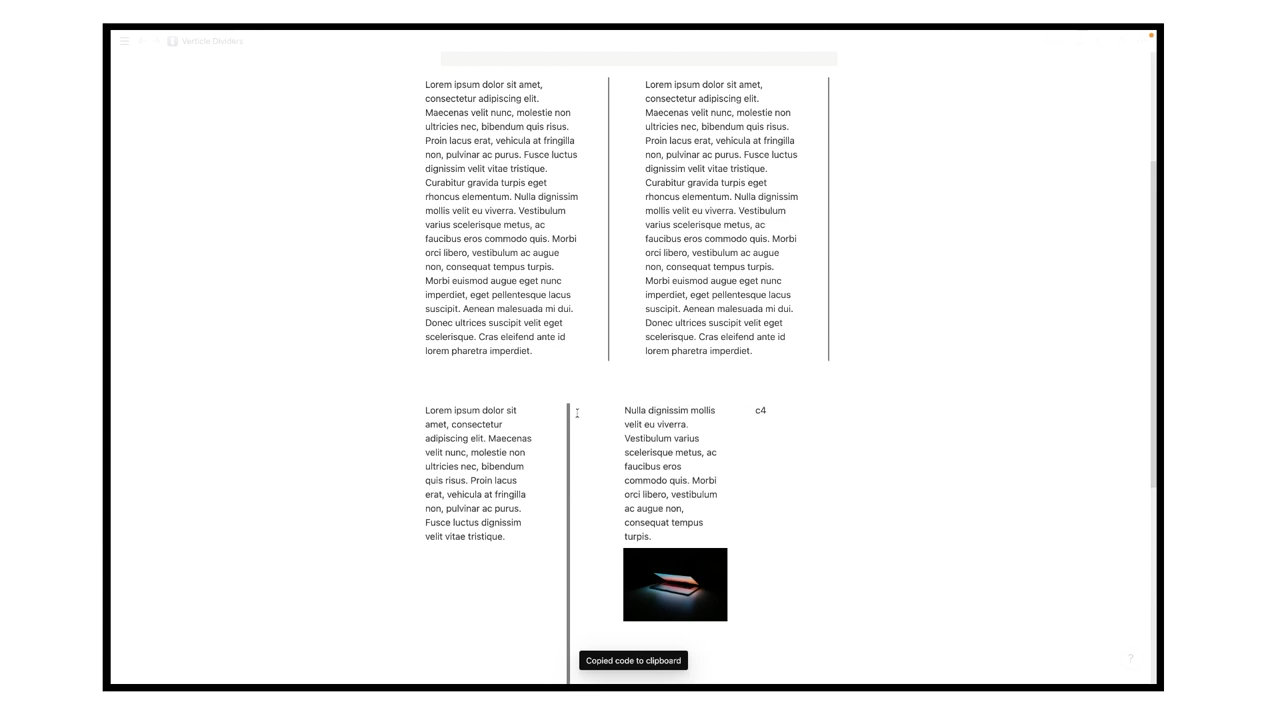 Verticle Dividers
Lorem ipsum dolor sit amet,
consectetur adipiscing elit.
Maecenas velit nunc, molestie non
ultricies nec, bibendum quis risus.
Proin lacus erat, vehicula at fringilla
non, pulvinar ac purus. Fusce luctus
dignissim velit vitae tristique.
Curabitur gravida turpis eget
rhoncus elementum. Nulla dignissim
mollis velit eu viverra. Vestibulum
varius scelerisque metus, ac
faucibus eros commodo quis. Morbi
orci libero, vestibulum ac augue
non, consequat tempus turpis.
Morbi euismod augue eget nunc
imperdiet, eget pellentesque lacus
suscipit. Aenean malesuada mi dui.
Donec ultrices suscipit velit eget
scelerisque. Cras eleifend ante id
lorem pharetra imperdiet.
Lorem ipsum dolor sit amet,
consectetur adipiscing elit.
Maecenas velit nunc, molestie non
ultricies nec, bibendum quis risus.
Proin lacus erat, vehicula at fringilla
non, pulvinar ac purus. Fusce luctus
dignissim velit vitae tristique.
Curabitur gravida turpis eget
rhoncus elementum. Nulla dignissim
mollis velit eu viverra. Vestibulum
varius scelerisque metus, ac
faucibus eros commodo quis. Morbi
orci libero, vestibulum ac augue
non, consequat tempus turpis.
Morbi euismod augue eget nunc
imperdiet, eget pellentesque lacus
suscipit. Aenean malesuada mi dui.
Donec ultrices suscipit velit eget
scelerisque. Cras eleifend ante id
lorem pharetra imperdiet.
Lorem ipsum dolor sit
amet, consectetur
adipiscing elit. Maecenas
velit nunc, molestie non
ultricies nec, bibendum
quis risus. Proin lacus
erat, vehicula at fringilla
non, pulvinar ac purus.
Fusce luctus dignissim
velit vitae tristique.
Nulla dignissim mollis
velit eu viverra.
Vestibulum varius
scelerisque metus, ac
faucibus eros
commodo quis. Morbi
orci libero, vestibulum
ac augue non,
consequat tempus
turpis.
c4
Copied code to clipboard
?